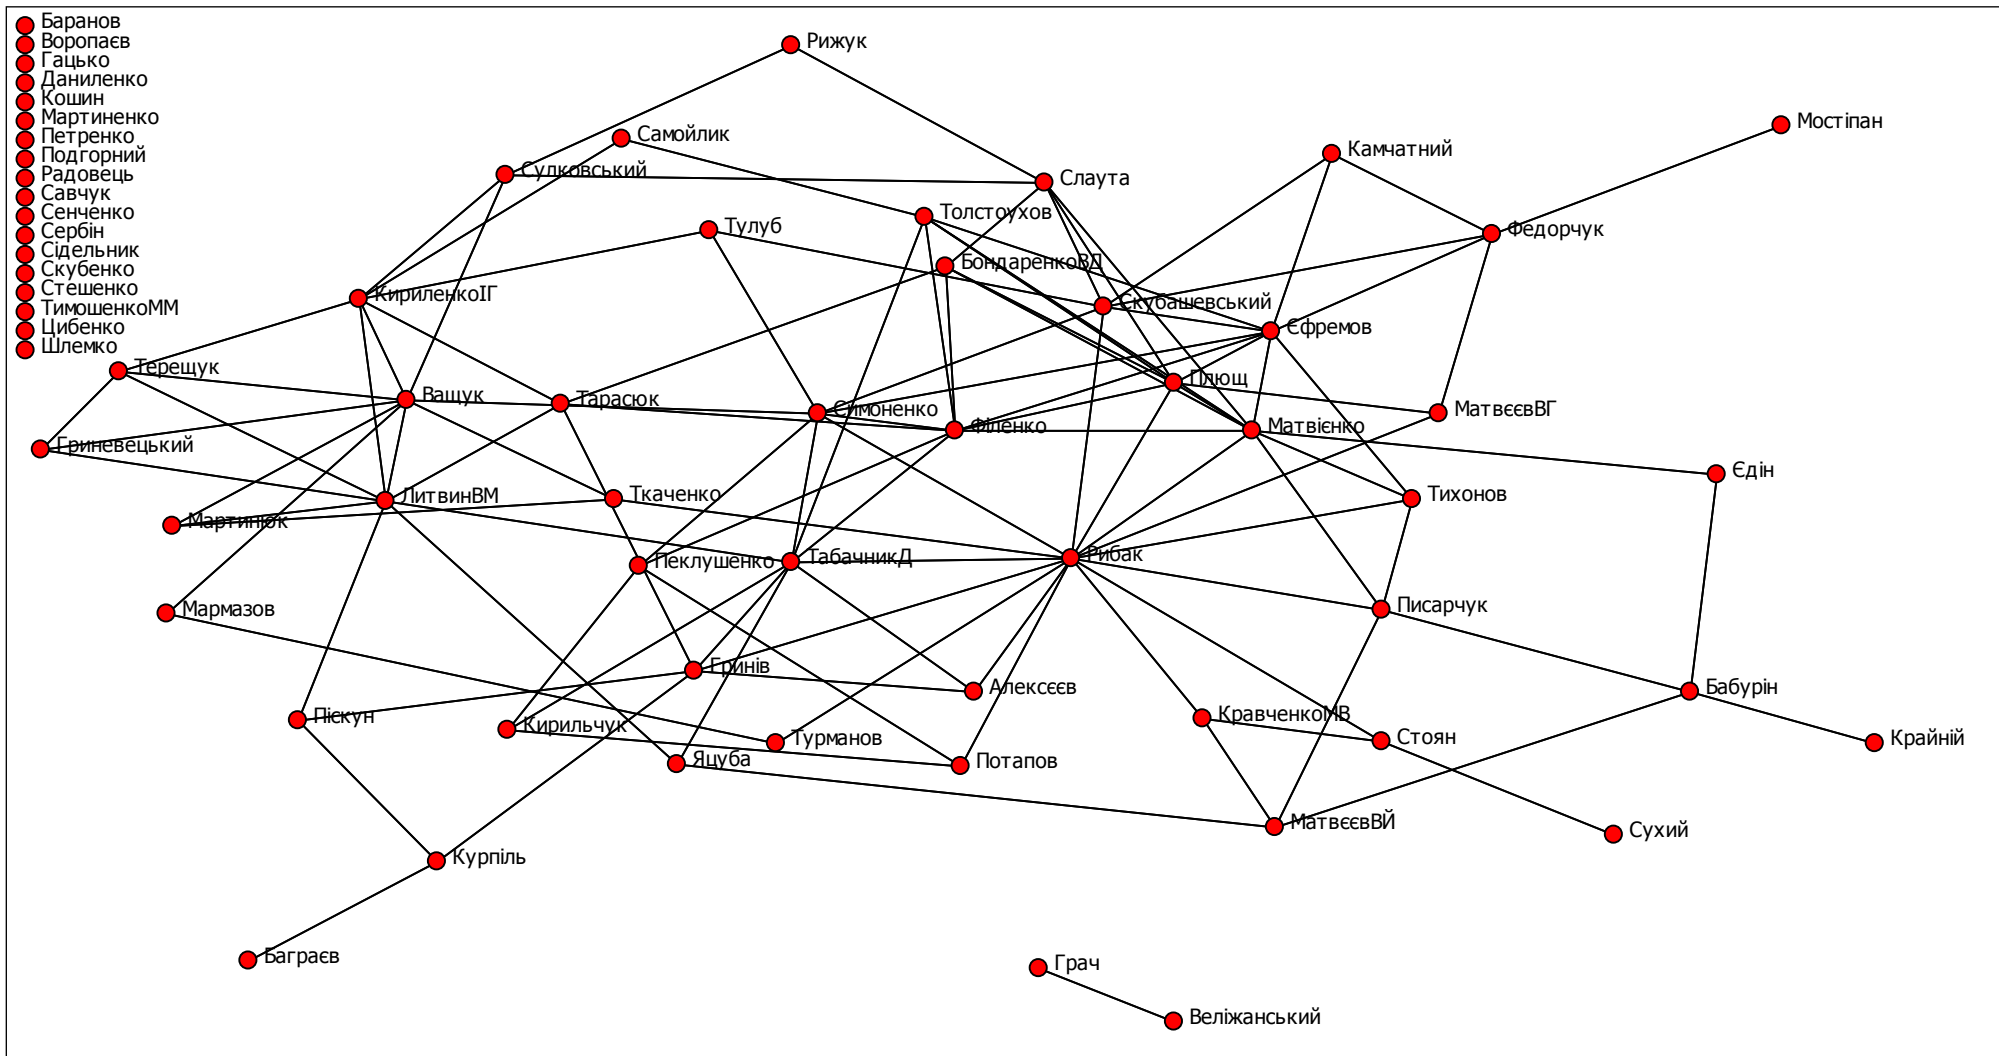 Баранов
Воропаєв
Гацько
Даниленко
Кошин
Мартиненко
Петренко
Подгорний
Радовець
Савчук
Сенченко
Сербін
Сідельник
Скубенко
Стешенко
ТимошенкоММ
Цибенко
Шлемко
Рижук
Мостіпан
Самойлик
Камчатний
Сулковський
Слаута
Толстоухов
Тулуб
Федорчук
БондаренкоВД
КириленкоІГ
Скубашевський
Єфремов
Терещук
Плющ
Ващук
Тарасюк
Симоненко
МатвєєвВГ
Філенко
Матвієнко
Гриневецький
Єдін
ЛитвинВМ
Ткаченко
Тихонов
Мартинюк
Пеклушенко
ТабачникД
Рибак
Мармазов
Писарчук
Гринів
Алексєєв
Бабурін
Піскун
Кирильчук
КравченкоМВ
Турманов
Стоян
Крайній
Яцуба
Потапов
МатвєєвВЙ
Сухий
Курпіль
Баграєв
Грач
Веліжанський